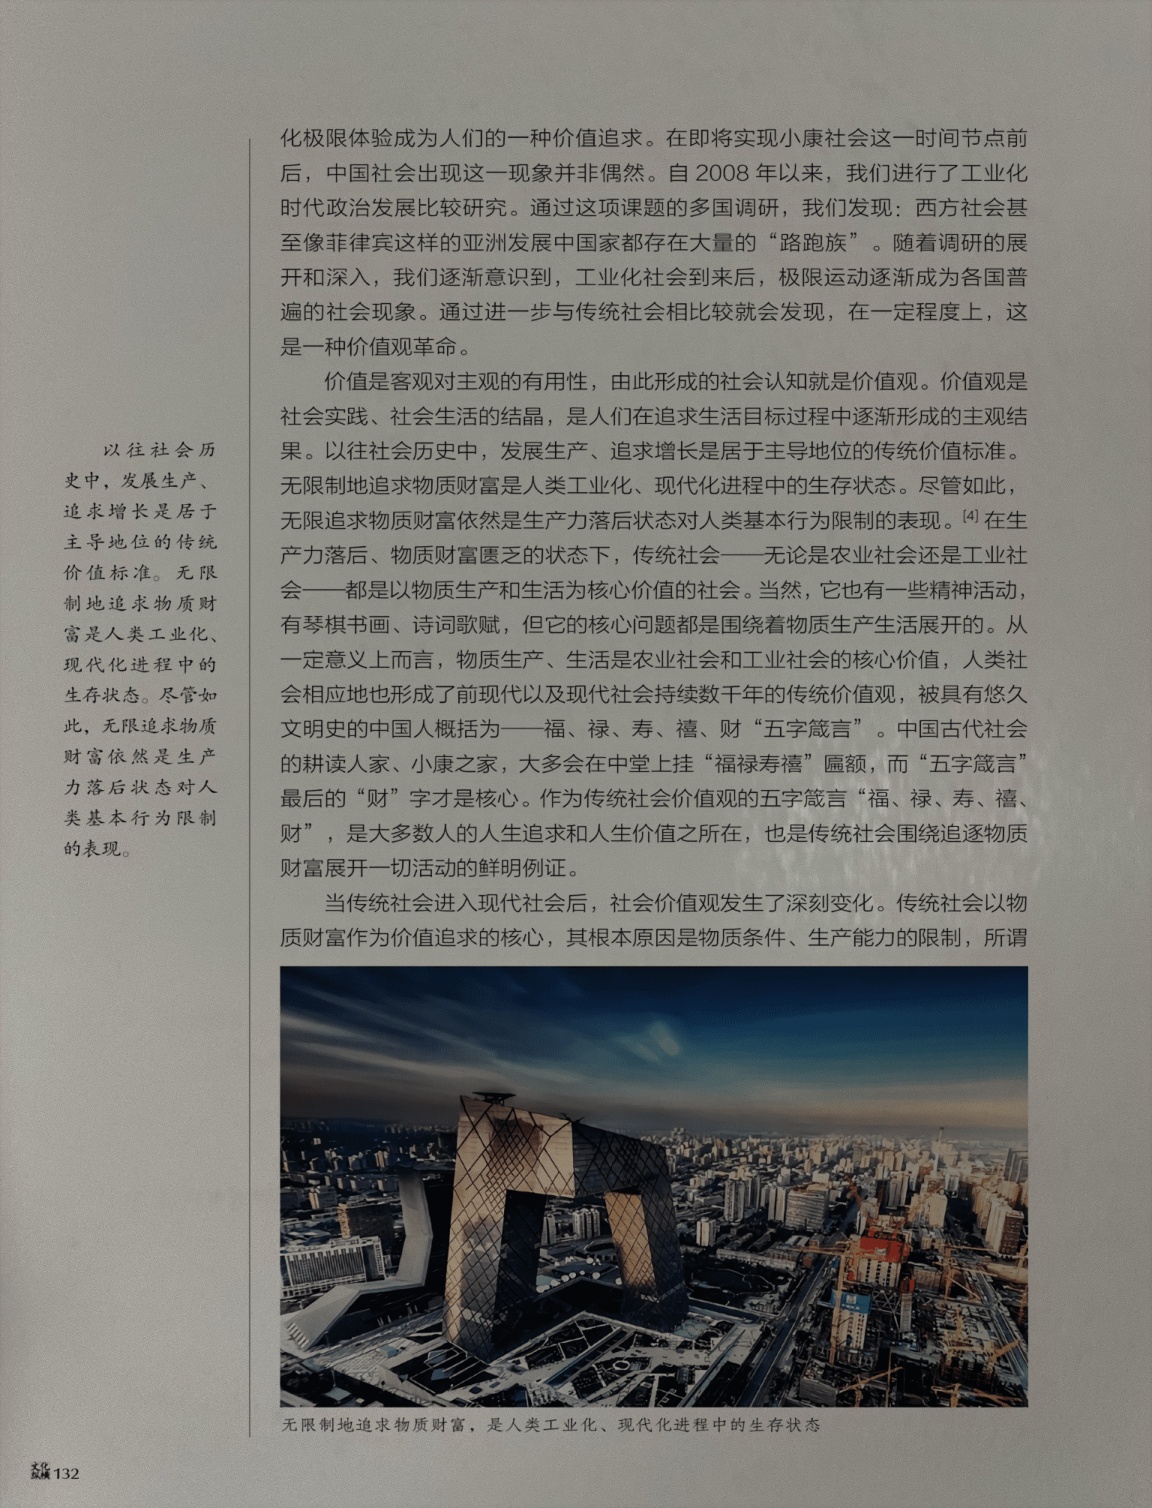 化极限体验成为人们的一种价值追求。在即将实现小康社会这一时间节点前
后，中国社会出现这一现象并非偶然。自 2008 年以来，我们进行了工业化
时代政治发展比较研究。通过这项课题的多国调研，我们发现：西方社会甚
至像菲律宾这样的亚洲发展中国家都存在大量的“路跑族”。随着调研的展
开和深入，我们逐渐意识到，工业化社会到来后，极限运动逐渐成为各国普
遍的社会现象。通过进一步与传统社会相比较就会发现，在一定程度上，这
是一种价值观革命。
价值是客观对主观的有用性，由此形成的社会认知就是价值观。价值观是
社会实践、社会生活的结晶，是人们在追求生活目标过程中逐渐形成的主观结
果。以往社会历史中，发展生产、追求增长是居于主导地位的传统价值标准。
无限制地追求物质财富是人类工业化、现代化进程中的生存状态。尽管如此，
无限追求物质财富依然是生产力落后状态对人类基本行为限制的表现。[4] 在生
产力落后、物质财富匮乏的状态下，传统社会——无论是农业社会还是工业社
会——都是以物质生产和生活为核心价值的社会。当然，它也有一些精神活动，
有琴棋书画、诗词歌赋，但它的核心问题都是围绕着物质生产生活展开的。从
一定意义上而言，物质生产、生活是农业社会和工业社会的核心价值，人类社
会相应地也形成了前现代以及现代社会持续数千年的传统价值观，被具有悠久
文明史的中国人概括为——福、禄、寿、禧、财“五字箴言”。中国古代社会
的耕读人家、小康之家，大多会在中堂上挂“福禄寿禧”匾额，而“五字箴言”
最后的“财”字才是核心。作为传统社会价值观的五字箴言“福、禄、寿、禧、
财”，是大多数人的人生追求和人生价值之所在，也是传统社会围绕追逐物质
财富展开一切活动的鲜明例证。
当传统社会进入现代社会后，社会价值观发生了深刻变化。传统社会以物
质财富作为价值追求的核心，其根本原因是物质条件、生产能力的限制，所谓
以往社会历
史中，发展生产、
追求增长是居于
主导地位的传统
价值标准。无限
制地追求物质财
富是人类工业化、
现代化进程中的
生存状态。尽管如
此，无限追求物质
财富依然是生产
力落后状态对人
类基本行为限制
的表现。
无限制地追求物质财富，是人类工业化、现代化进程中的生存状态
文化
纵横 132